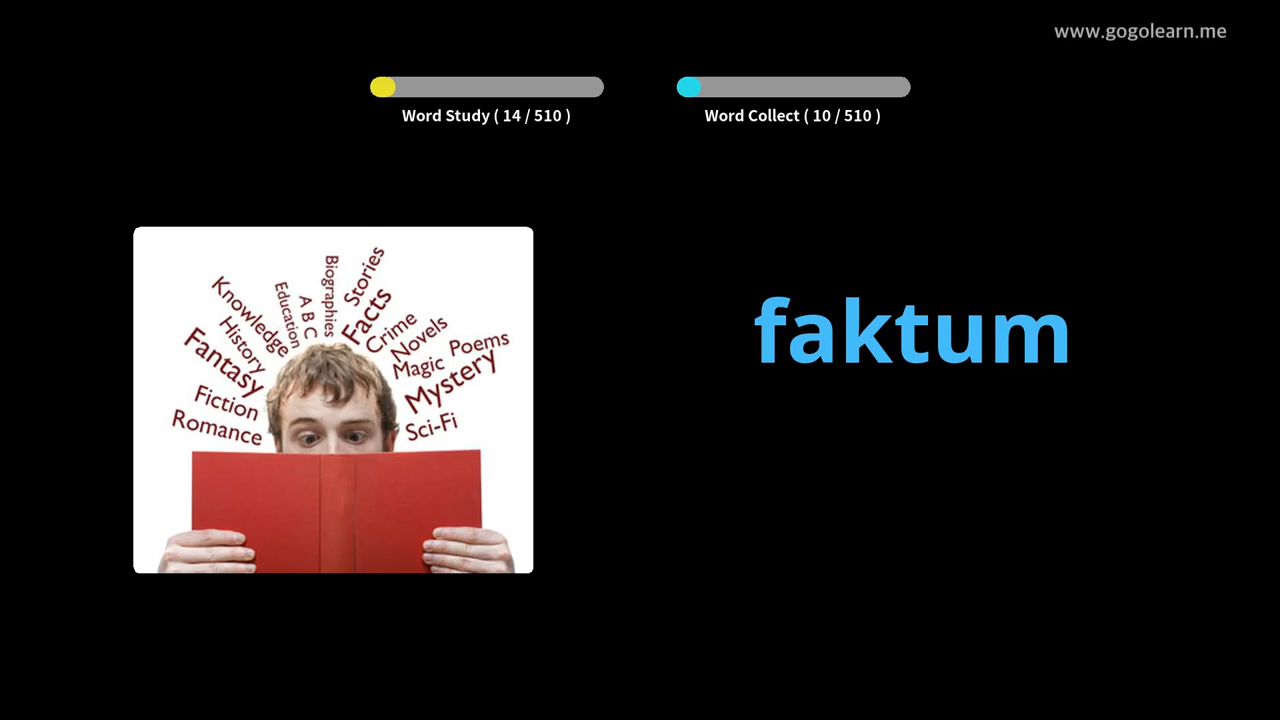 www.gogolearn.me
Word Study ( 14 / 510 )
Word Collect ( 10 / 510 )
Knowledge
Education
A B C
Biographies
Stories
Facts
Crime
Novels
Poems
History
Fantasy
Magic
Mystery
Fiction
Romance
Sci-Fi
faktum